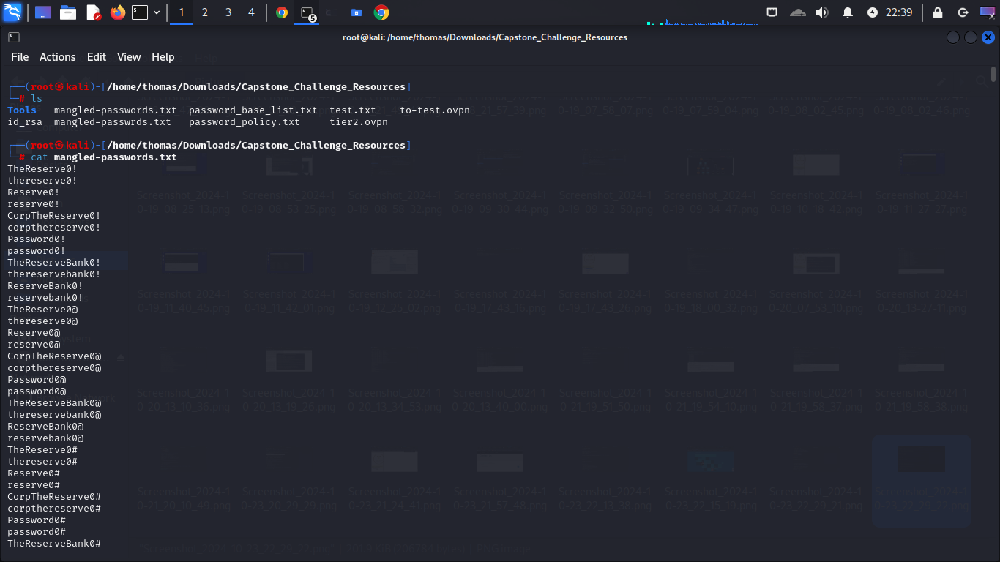 1 2 3 4 5 22:39
root@kali: /home/thomas/Downloads/Capstone_Challenge_Resources
File Actions Edit View Help
┌──(root㉿kali)-[/home/thomas/Downloads/Capstone_Challenge_Resources]
└─# ls
Tools mangled-passwords.txt password_base_list.txt test.txt to-test.ovpn
id_rsa mangled-passwrds.txt password_policy.txt tier2.ovpn
┌──(root㉿kali)-[/home/thomas/Downloads/Capstone_Challenge_Resources]
└─# cat mangled-passwords.txt
TheReserve0!
thereserve0!
Reserve0!
reserve0!
CorpTheReserve0!
corpthereserve0!
Password0!
password0!
TheReserveBank0!
thereservebank0!
ReserveBank0!
reservebank0!
TheReserve0@
thereserve0@
Reserve0@
reserve0@
CorpTheReserve0@
corpthereserve0@
Password0@
password0@
TheReserveBank0@
thereservebank0@
ReserveBank0@
reservebank0@
TheReserve0#
thereserve0#
Reserve0#
reserve0#
CorpTheReserve0#
corpthereserve0#
Password0#
password0#
TheReserveBank0#